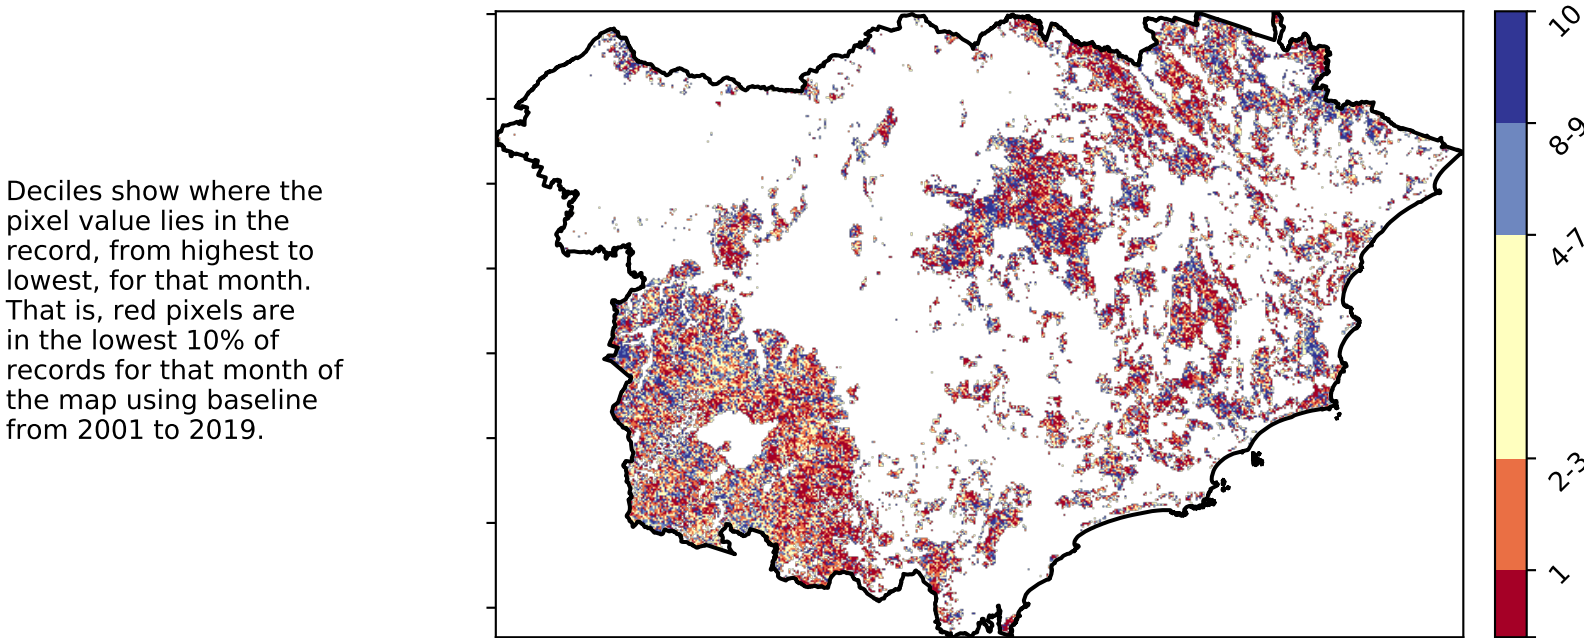 Deciles show where the
pixel value lies in the
record, from highest to
lowest, for that month.
That is, red pixels are
in the lowest 10% of
records for that month of
the map using baseline
from 2001 to 2019.
10
8-9
4-7
2-3
1